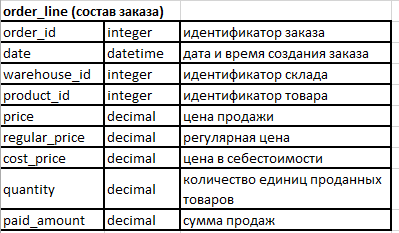 order_line (состав заказа)
order_id integer идентификатор заказа
date datetime дата и время создания заказа
warehouse_id integer идентификатор склада
product_id integer идентификатор товара
price decimal цена продажи
regular_price decimal регулярная цена
cost_price decimal цена в себестоимости
quantity decimal количество единиц проданных
товаров
paid_amount decimal сумма продаж